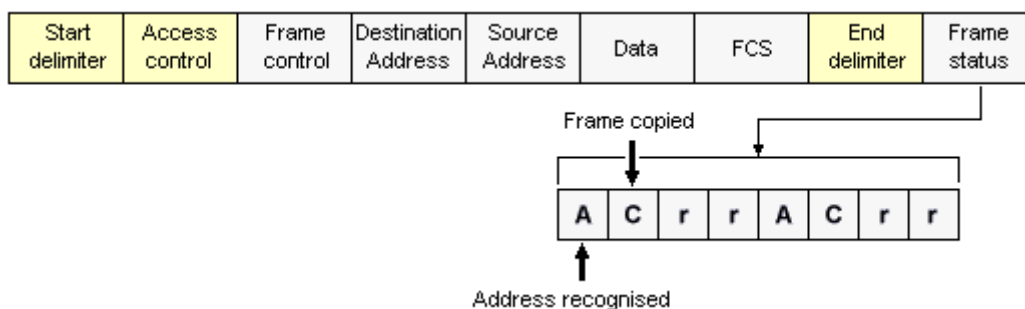 Start delimiter
Access control
Frame control
Destination Address
Source Address
Data
FCS
End delimiter
Frame status
Frame copied
A C r r A C r r
Address recognised